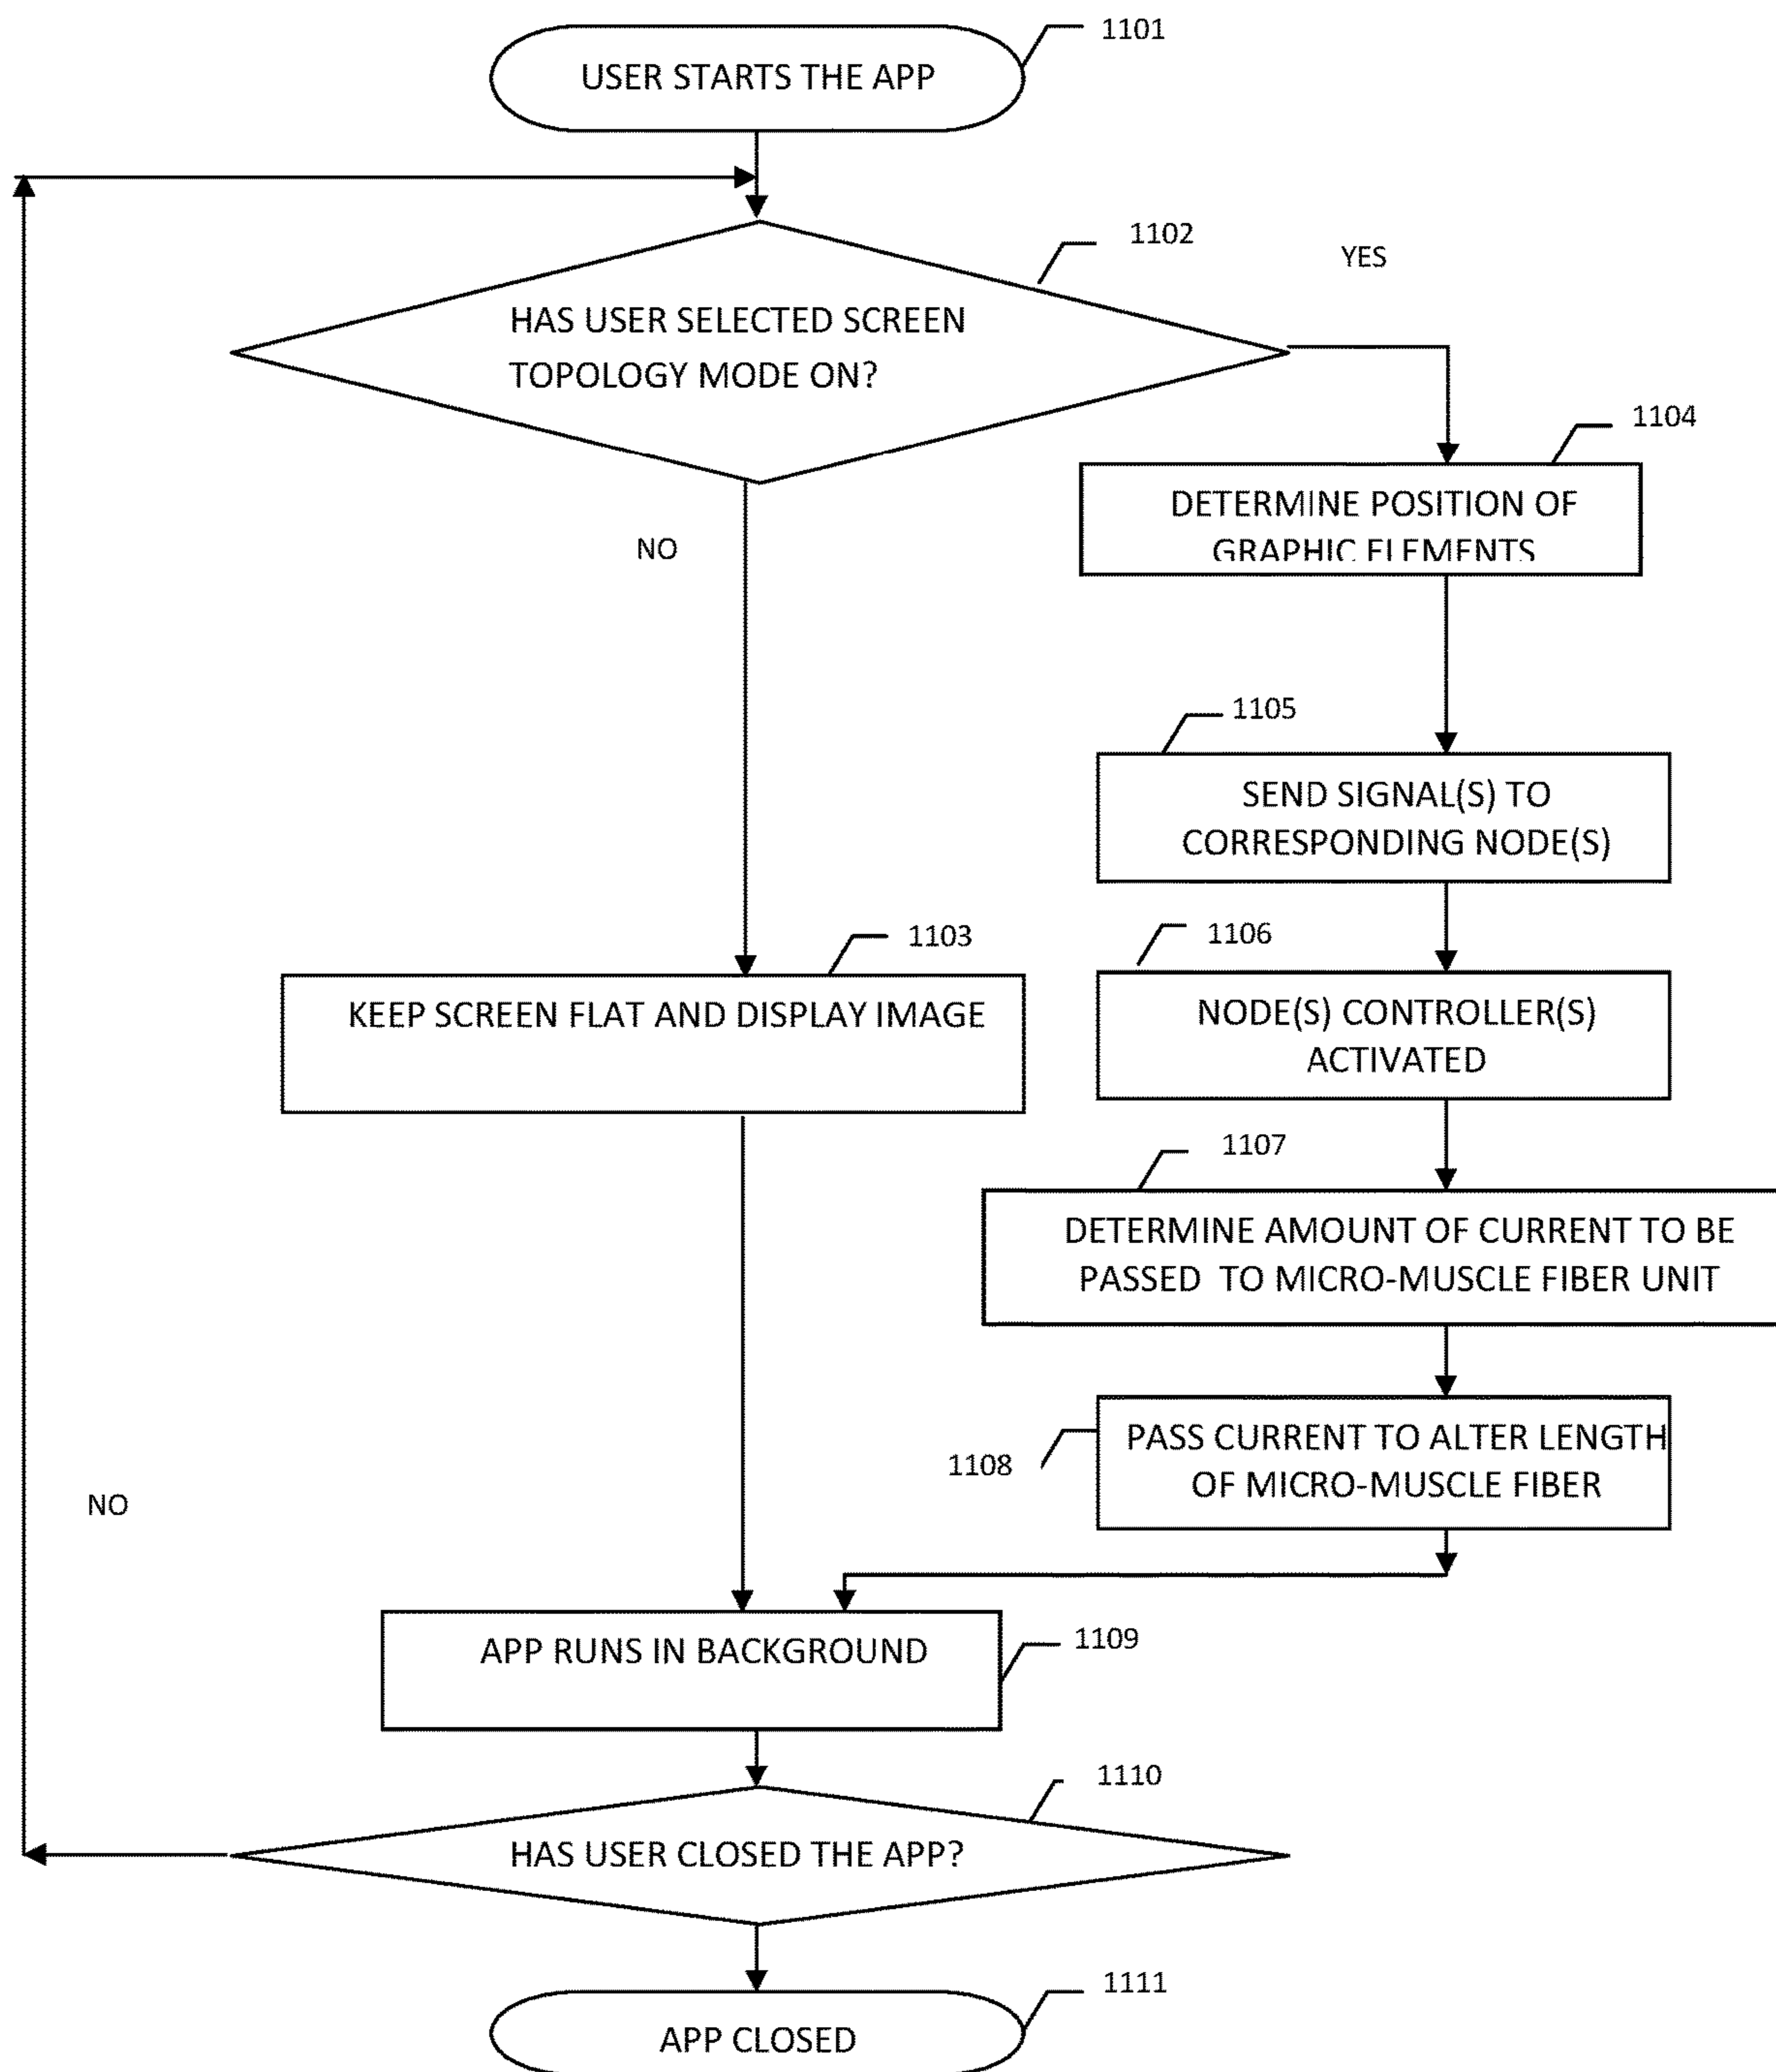 1101
USER STARTS THE APP
1102
YES
HAS USER SELECTED SCREEN
TOPOLOGY MODE ON?
1104
DETERMINE POSITION OF
GRAPHIC ELEMENTS
NO
1105
SEND SIGNAL(S) TO
CORRESPONDING NODE(S)
1103
KEEP SCREEN FLAT AND DISPLAY IMAGE
1106
NODE(S) CONTROLLER(S)
ACTIVATED
1107
DETERMINE AMOUNT OF CURRENT TO BE
PASSED TO MICRO-MUSCLE FIBER UNIT
1108
PASS CURRENT TO ALTER LENGTH
OF MICRO-MUSCLE FIBER
NO
APP RUNS IN BACKGROUND
1109
1110
HAS USER CLOSED THE APP?
1111
APP CLOSED